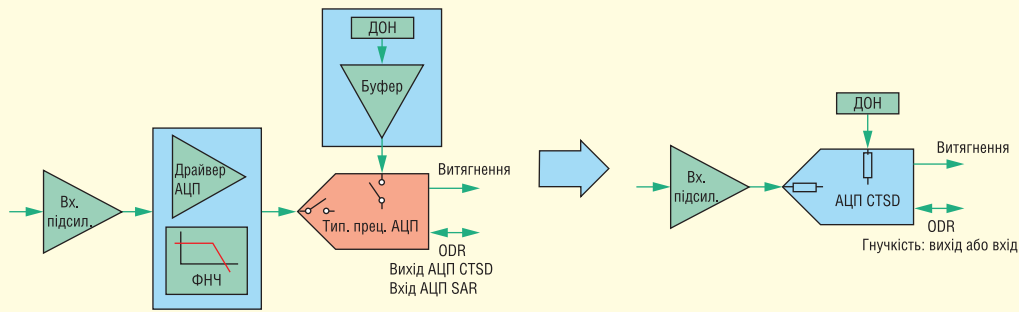 ДОН
Буфер
Драйвер
АЦП
Вх.
підсил.
ФНЧ
Тип. прец. АЦП
Витягнення
ODR
Вихід АЦП CTSD
Вхід АЦП SAR
ДОН
Вх.
підсил.
АЦП CTSD
Витягнення
ODR
Гнучкість: вихід або вхід